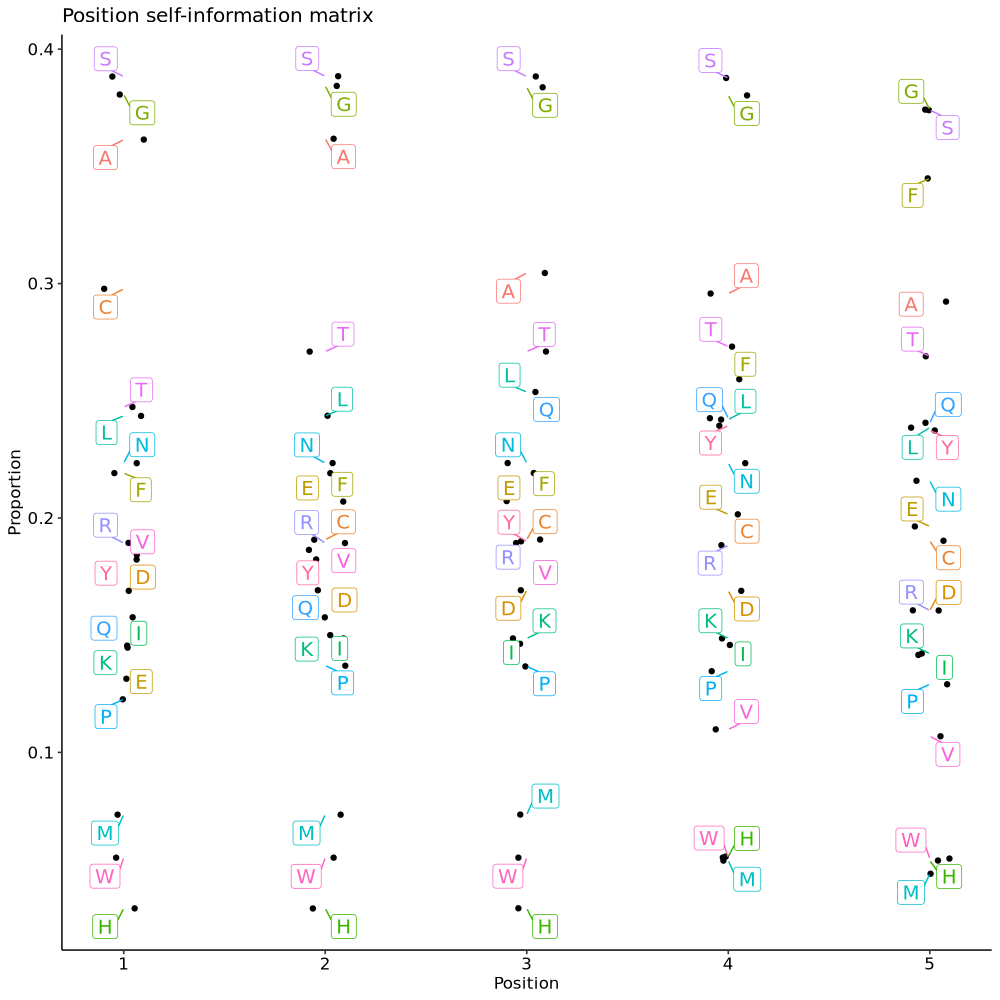 Position self-information matrix
0.4
0.3
0.2
0.1
Proportion
S
G
A
C
T
L
N
F
R
V
Y
D
Q
I
K
E
P
M
W
H
S
G
A
T
L
N
E
F
R
C
V
Y
Q
D
K
I
P
M
W
H
S
G
A
T
L
Q
N
E
F
Y
C
R
V
D
K
I
P
M
W
H
S
G
A
T
F
Q
L
Y
N
E
C
R
D
K
I
P
V
W
H
M
G
S
F
A
T
Q
L
Y
N
E
C
R
D
K
I
P
V
W
H
M
1
2
3
4
5
Position